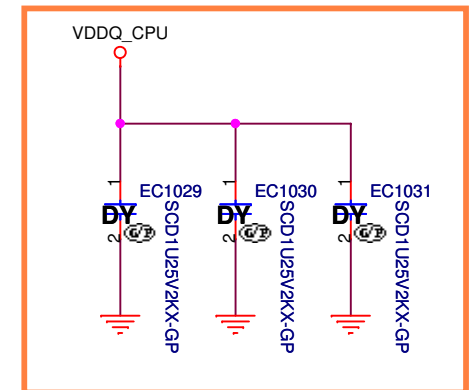 VDDQ_CPU
1
EC1029
DY
G/P
2
SCD1U25V2KX-GP
1
EC1030
DY
G/P
2
SCD1U25V2KX-GP
1
EC1031
DY
G/P
2
SCD1U25V2KX-GP